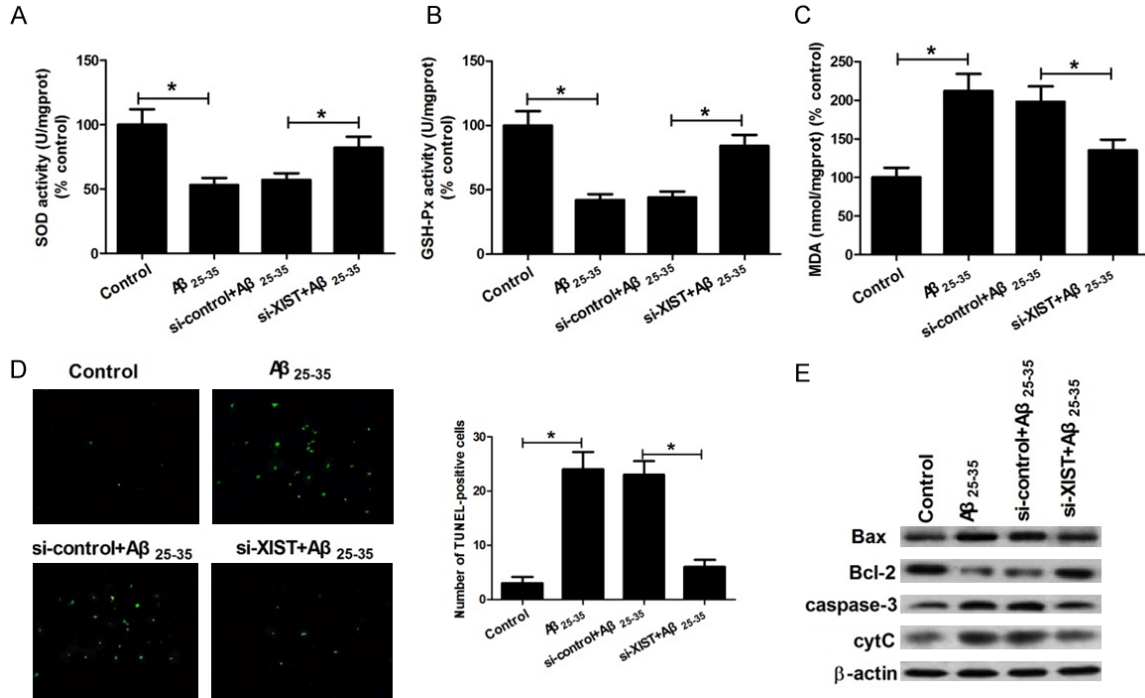 A
SOD activity (U/mgprot)
(% control)
150
100
50
0
*
*
Control
Aβ 25-35
si-control+Aβ 25-35
si-XIST+Aβ 25-35
B
GSH-Px activity (U/mgprot)
(% control)
150
100
50
0
*
*
Control
Aβ 25-35
si-control+Aβ 25-35
si-XIST+Aβ 25-35
C
MDA (nmol/mgprot) (% control)
250
200
150
100
50
0
*
*
Control
Aβ 25-35
si-control+Aβ 25-35
si-XIST+Aβ 25-35
D
Control
Aβ 25-35
si-control+Aβ 25-35
si-XIST+Aβ 25-35
Number of TUNEL-positive cells
30
20
10
0
*
*
Control
Aβ 25-35
si-control+Aβ 25-35
si-XIST+Aβ 25-35
E
Control
Aβ 25-35
si-control+Aβ 25-35
si-XIST+Aβ 25-35
Bax
Bcl-2
caspase-3
cytC
β-actin